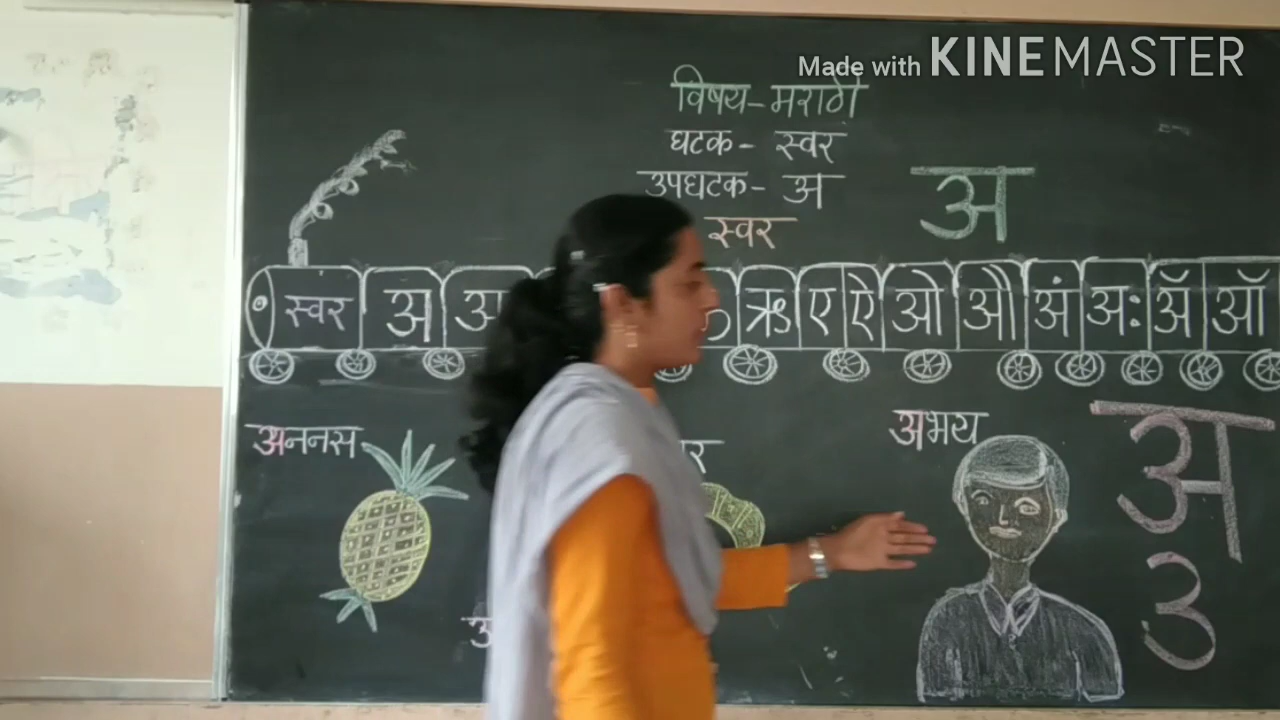 Made with KINEMASTER
विषय - मराठी
घटक - स्वर
उपघटक - अ
स्वर
अ
स्वर अ ऋ ए ऐ ओ औ अं अः ॲ ऑ
अननस
अभय
अ